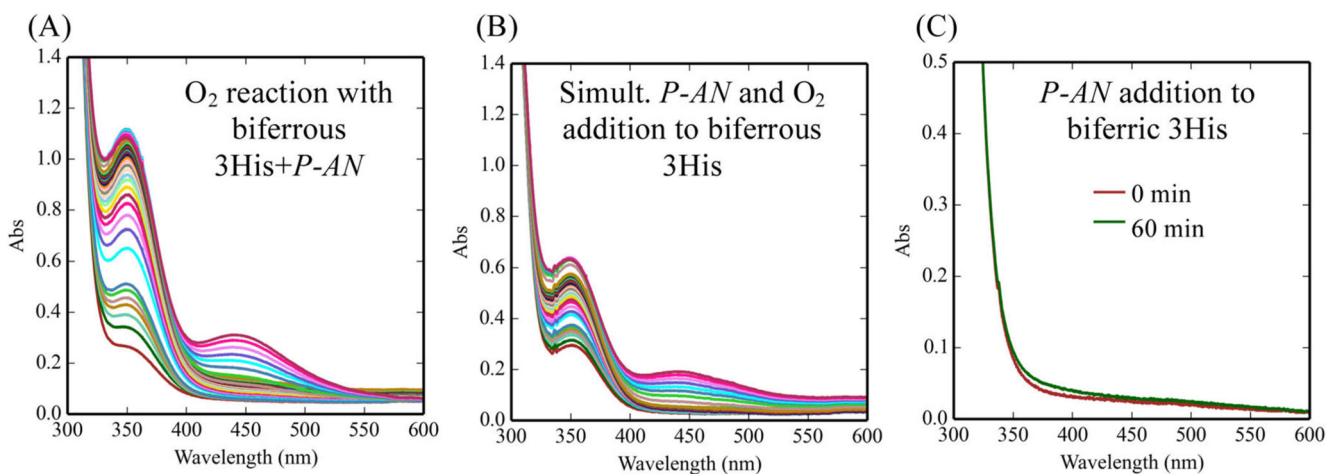 (A)
O₂ reaction with
biferrous
3His+P-AN
1.4
1.2
1.0
0.8
0.6
0.4
0.2
0.0
Abs
300 350 400 450 500 550 600
Wavelength (nm)
(B)
Simult. P-AN and O₂
addition to biferrous
3His
1.4
1.2
1.0
0.8
0.6
0.4
0.2
0.0
Abs
300 350 400 450 500 550 600
Wavelength (nm)
(C)
P-AN addition to
biferric 3His
0 min
60 min
0.5
0.4
0.3
0.2
0.1
0.0
Abs
300 350 400 450 500 550 600
Wavelength (nm)